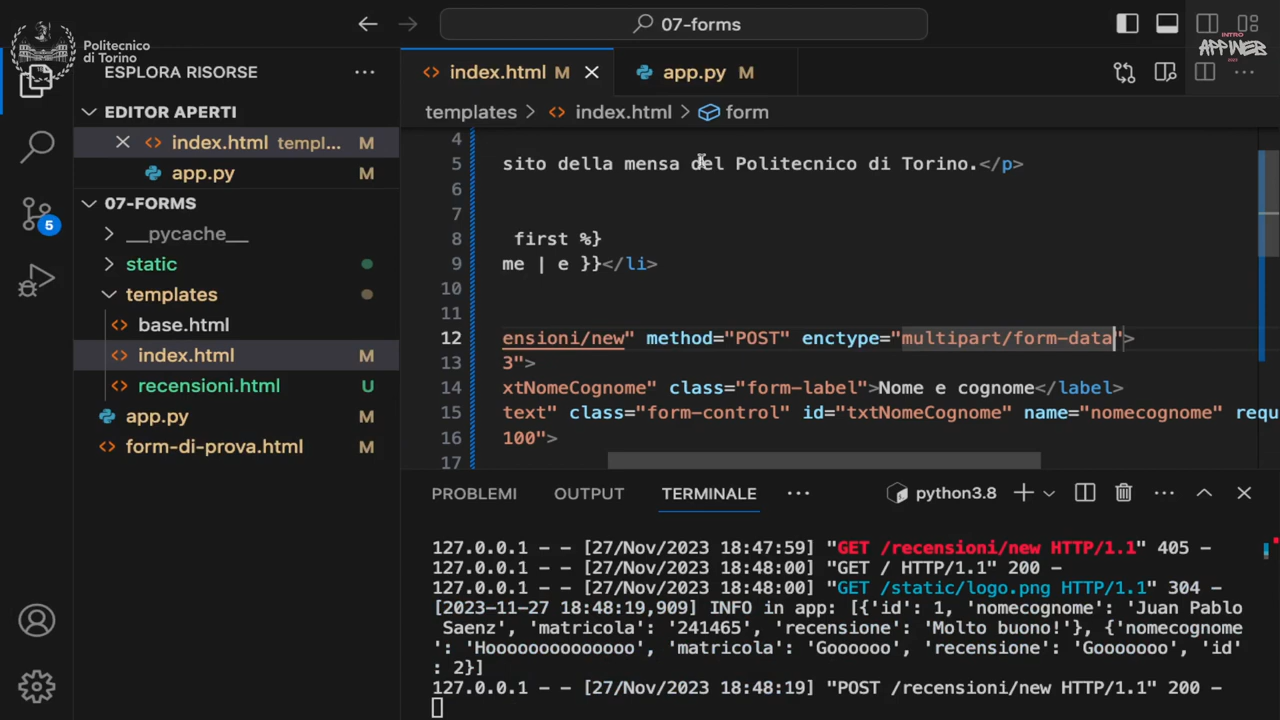 07-forms
Politecnico
di Torino
INTRO
APPIWEB
ESPLORA RISORSE
EDITOR APERTI
index.html templ... M
app.py M
07-FORMS
__pycache__
static
templates
base.html
index.html M
recensioni.html U
app.py M
form-di-prova.html M
5
index.html M
app.py M
templates > index.html > form
4
5 sito della mensa del Politecnico di Torino.</p>
6
7
8 first %}
9 me | e }}</li>
10
11
12 ensioni/new" method="POST" enctype="multipart/form-data">
13 3">
14 xtNomeCognome" class="form-label">Nome e cognome</label>
15 text" class="form-control" id="txtNomeCognome" name="nomecognome" requ
16 100">
17
PROBLEMI OUTPUT TERMINALE python3.8
127.0.0.1 - - [27/Nov/2023 18:47:59] "GET /recensioni/new HTTP/1.1" 405 -
127.0.0.1 - - [27/Nov/2023 18:48:00] "GET / HTTP/1.1" 200 -
127.0.0.1 - - [27/Nov/2023 18:48:00] "GET /static/logo.png HTTP/1.1" 304 -
[2023-11-27 18:48:19,909] INFO in app: [{'id': 1, 'nomecognome': 'Juan Pablo
Saenz', 'matricola': '241465', 'recensione': 'Molto buono!'}, {'nomecognome
': 'Hooooooooooooo', 'matricola': 'Goooooo', 'recensione': 'Gooooooo', 'id'
: 2}]
127.0.0.1 - - [27/Nov/2023 18:48:19] "POST /recensioni/new HTTP/1.1" 200 -